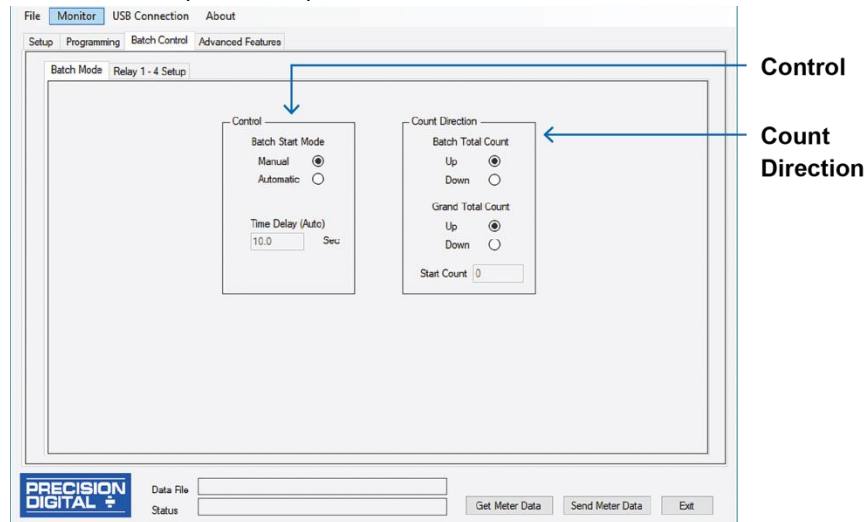 File Monitor USB Connection About
Setup Programming Batch Control Advanced Features
Batch Mode Relay 1 - 4 Setup
Control
Batch Start Mode
Manual
Automatic
Time Delay (Auto)
10.0 Sec
Count Direction
Batch Total Count
Up
Down
Grand Total Count
Up
Down
Start Count 0
Control
Count
Direction
PRECISION
DIGITAL
Data File
Status
Get Meter Data Send Meter Data Exit